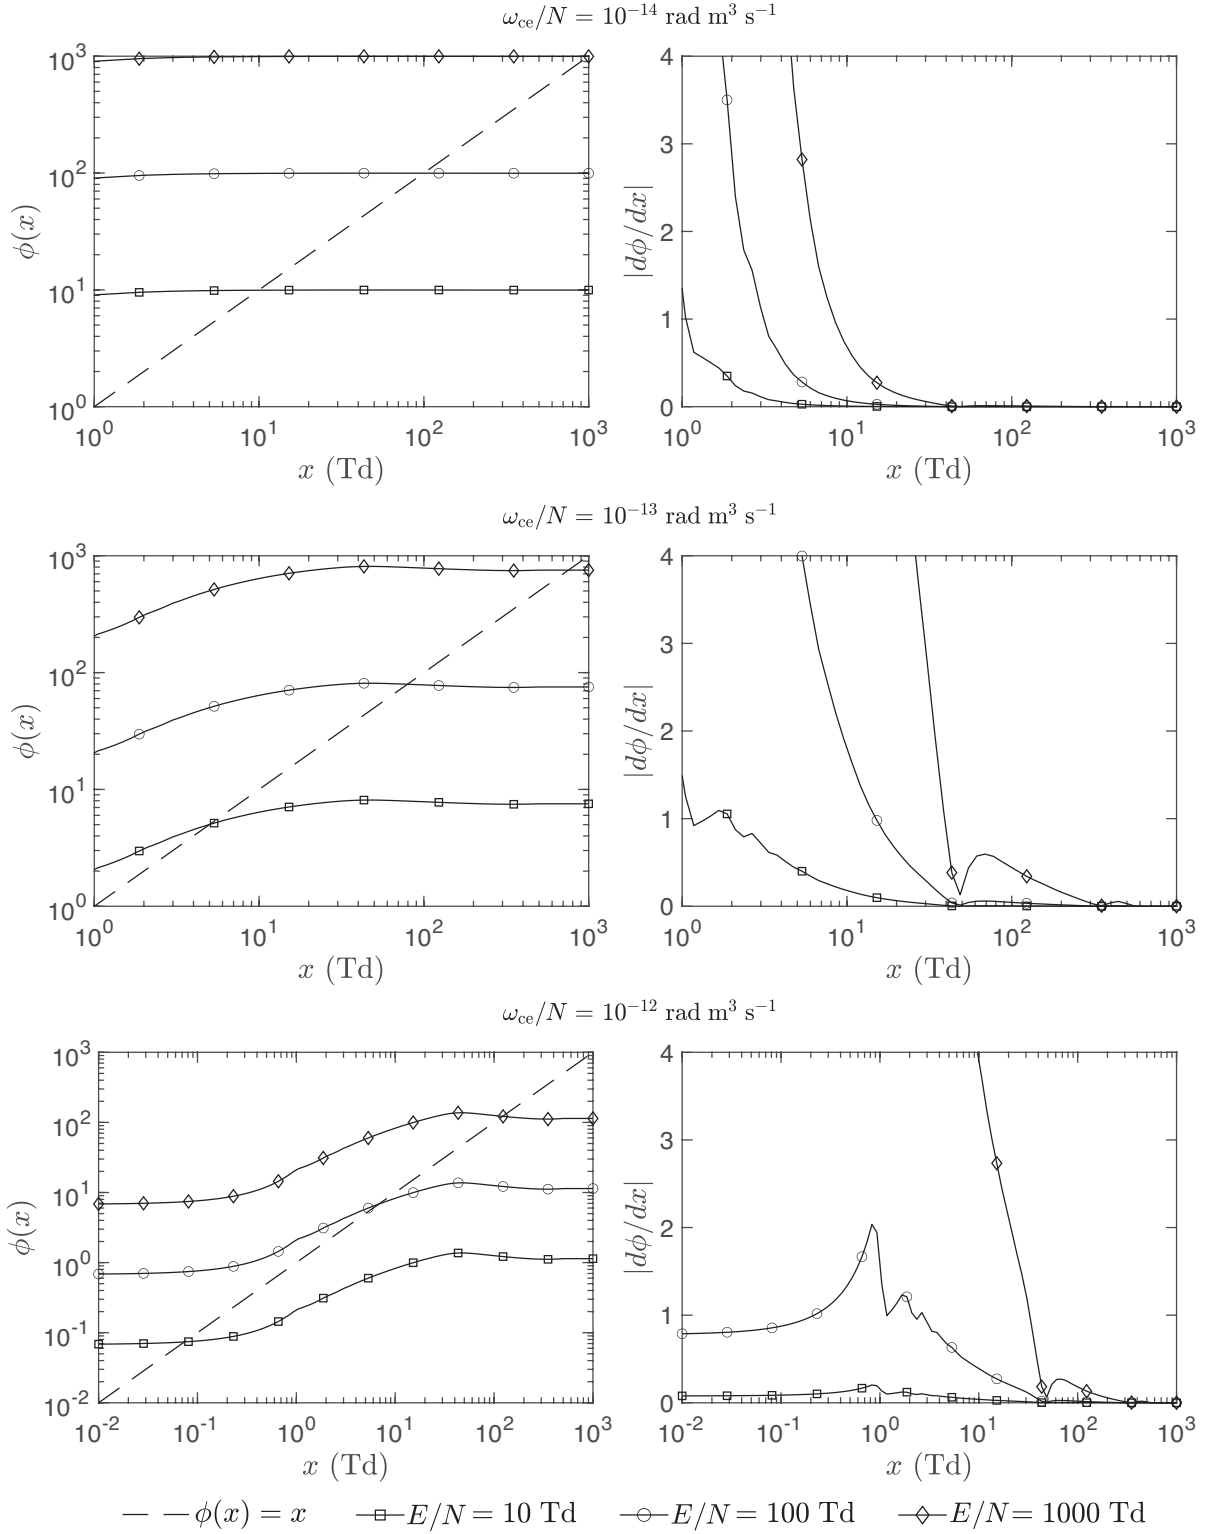 ω_ce/N = 10^−14 rad m^3 s^−1
10^3
10^2
10^1
10^0
ϕ(x)
10^0 10^1 10^2 10^3
x (Td)
4
3
2
1
0
|dϕ/dx|
10^0 10^1 10^2 10^3
x (Td)
ω_ce/N = 10^−13 rad m^3 s^−1
10^3
10^2
10^1
10^0
ϕ(x)
10^0 10^1 10^2 10^3
x (Td)
4
3
2
1
0
|dϕ/dx|
10^0 10^1 10^2 10^3
x (Td)
ω_ce/N = 10^−12 rad m^3 s^−1
10^3
10^2
10^1
10^0
10^-1
10^-2
ϕ(x)
10^-2 10^-1 10^0 10^1 10^2 10^3
x (Td)
4
3
2
1
0
|dϕ/dx|
10^-2 10^-1 10^0 10^1 10^2 10^3
x (Td)
ϕ(x) = x E/N = 10 Td E/N = 100 Td E/N = 1000 Td